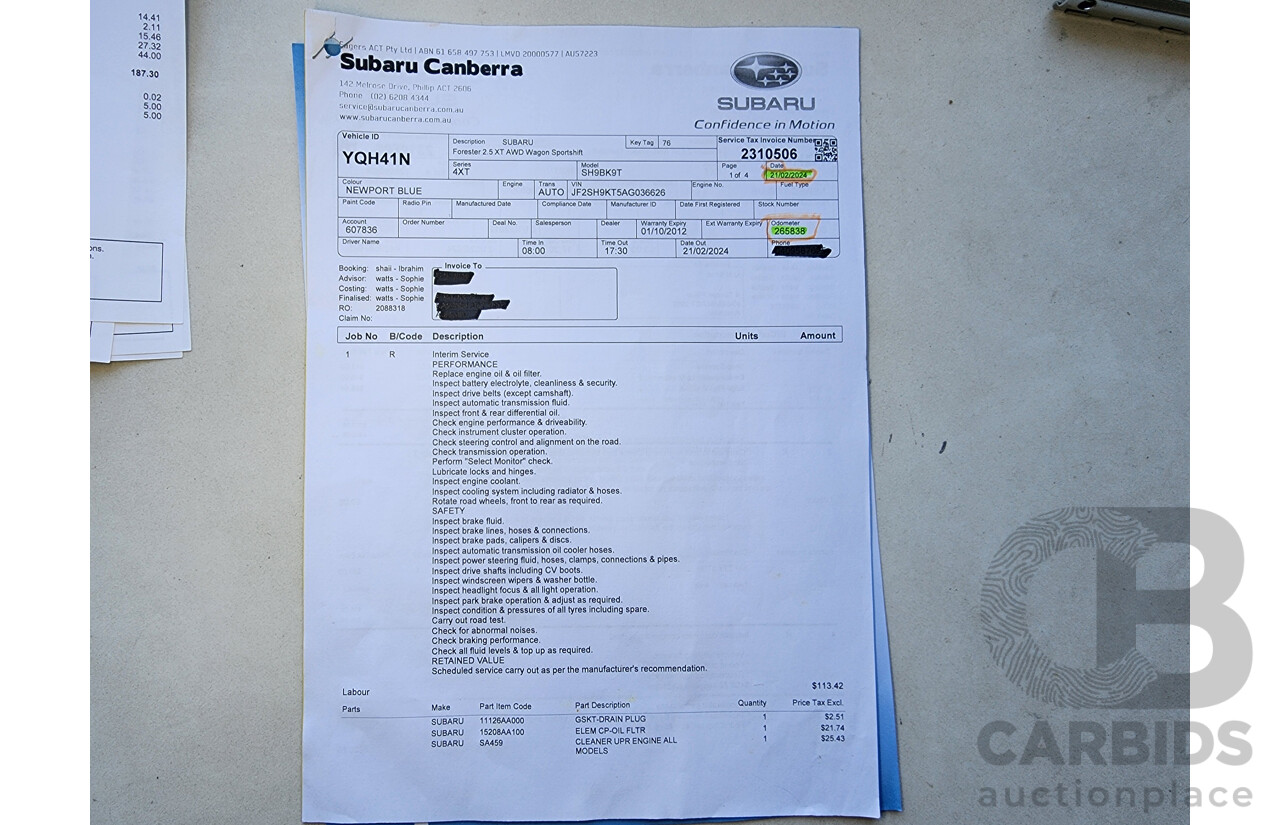 14.41
2.11
15.46
27.32
44.00
187.30
0.02
5.00
5.00
ons.
agers ACT Pty Ltd | ABN 61 658 497 753 | LMVD 20000577 | AU57223
Subaru Canberra
142 Melrose Drive, Phillip ACT 2606
Phone (02) 6208 4344
service@subarucanberra.com.au
www.subarucanberra.com.au
SUBARU
Confidence in Motion
Vehicle ID
YQH41N
Description SUBARU
Forester 2.5 XT AWD Wagon Sportshift
Key Tag 76
Service Tax Invoice Number
2310506
Series
4XT
Model
SH9BK9T
Page
1 of 4
Date
21/02/2024
Colour
NEWPORT BLUE
Engine
Trans
AUTO
VIN
JF2SH9KT5AG036626
Engine No.
Fuel Type
Paint Code
Radio Pin
Manufactured Date
Compliance Date
Manufacturer ID
Date First Registered
Stock Number
Account
607836
Order Number
Deal No.
Salesperson
Dealer
Warranty Expiry
01/10/2012
Ext Warranty Expiry
Odometer
265838
Driver Name
Time In
08:00
Time Out
17:30
Date Out
21/02/2024
Phone
Booking: shaii - Ibrahim
Advisor: watts - Sophie
Costing: watts - Sophie
Finalised: watts - Sophie
RO: 2088318
Claim No:
Invoice To
Job No B/Code Description Units Amount
1 R Interim Service
PERFORMANCE
Replace engine oil & oil filter.
Inspect battery electrolyte, cleanliness & security.
Inspect drive belts (except camshaft).
Inspect automatic transmission fluid.
Inspect front & rear differential oil.
Check engine performance & driveability.
Check instrument cluster operation.
Check steering control and alignment on the road.
Check transmission operation.
Perform "Select Monitor" check.
Lubricate locks and hinges.
Inspect engine coolant.
Inspect cooling system including radiator & hoses.
Rotate road wheels, front to rear as required.
SAFETY
Inspect brake fluid.
Inspect brake lines, hoses & connections.
Inspect brake pads, calipers & discs.
Inspect automatic transmission oil cooler hoses.
Inspect power steering fluid, hoses, clamps, connections & pipes.
Inspect drive shafts including CV boots.
Inspect windscreen wipers & washer bottle.
Inspect headlight focus & all light operation.
Inspect park brake operation & adjust as required.
Inspect condition & pressures of all tyres including spare.
Carry out road test.
Check for abnormal noises.
Check braking performance.
Check all fluid levels & top up as required.
RETAINED VALUE
Scheduled service carry out as per the manufacturer's recommendation.
Labour $113.42
Parts Make Part Item Code Part Description Quantity Price Tax Excl.
SUBARU 11126AA000 GSKT-DRAIN PLUG 1 $2.51
SUBARU 15208AA100 ELEM CP-OIL FLTR 1 $21.74
SUBARU SA459 CLEANER UPR ENGINE ALL 1 $25.43
MODELS
CB
CARBIDS
auctionplace